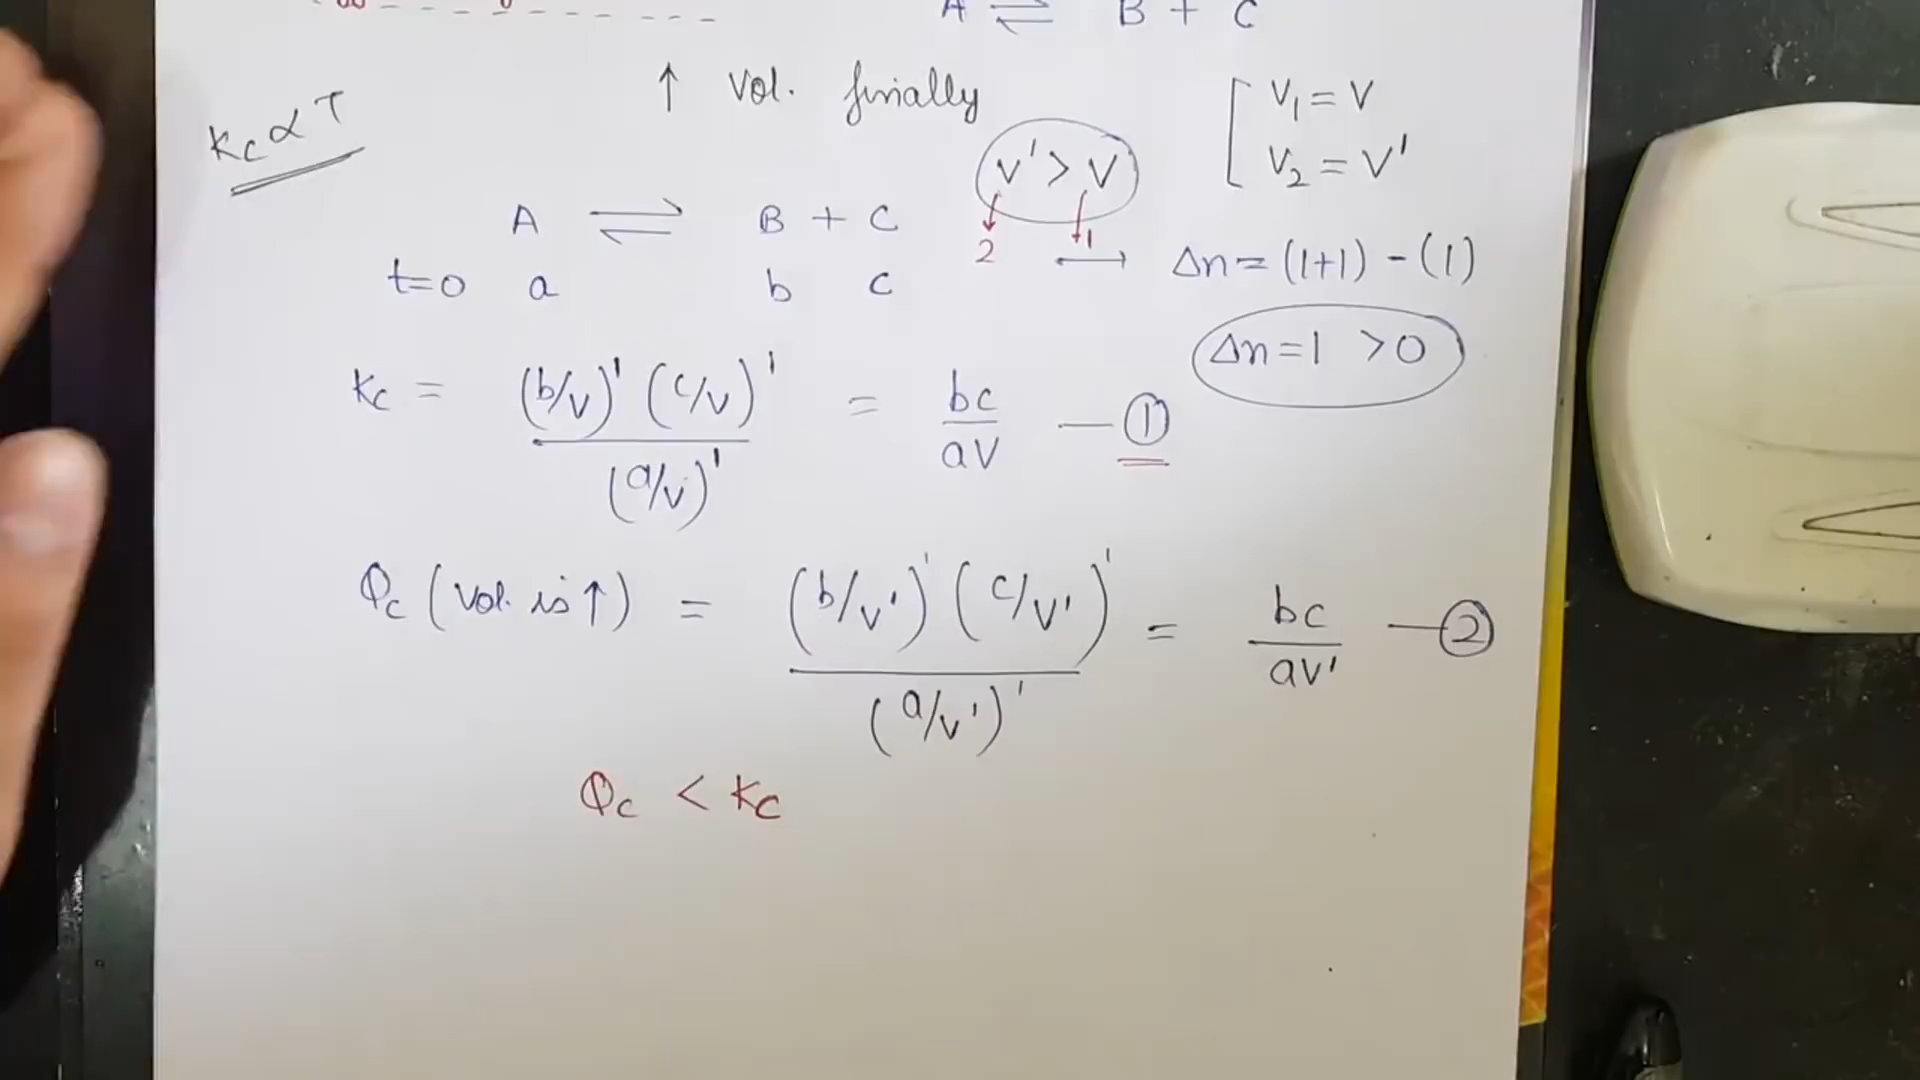 A ⇌ B + C
↑ Vol. finally
V₁ = V
Kc ∝ T
V' > V
V₂ = V'
A ⇌ B + C
2 1
t=0 a b c
→ Δn = (1+1) - (1)
Δn = 1 > 0
Kc = (b/v)¹ (c/v)¹ / (a/v)¹ = bc / aV — ①
Qc (Vol. is ↑) = (b/v')¹ (c/v')¹ / (a/v')¹ = bc / aV' — ②
Qc < Kc